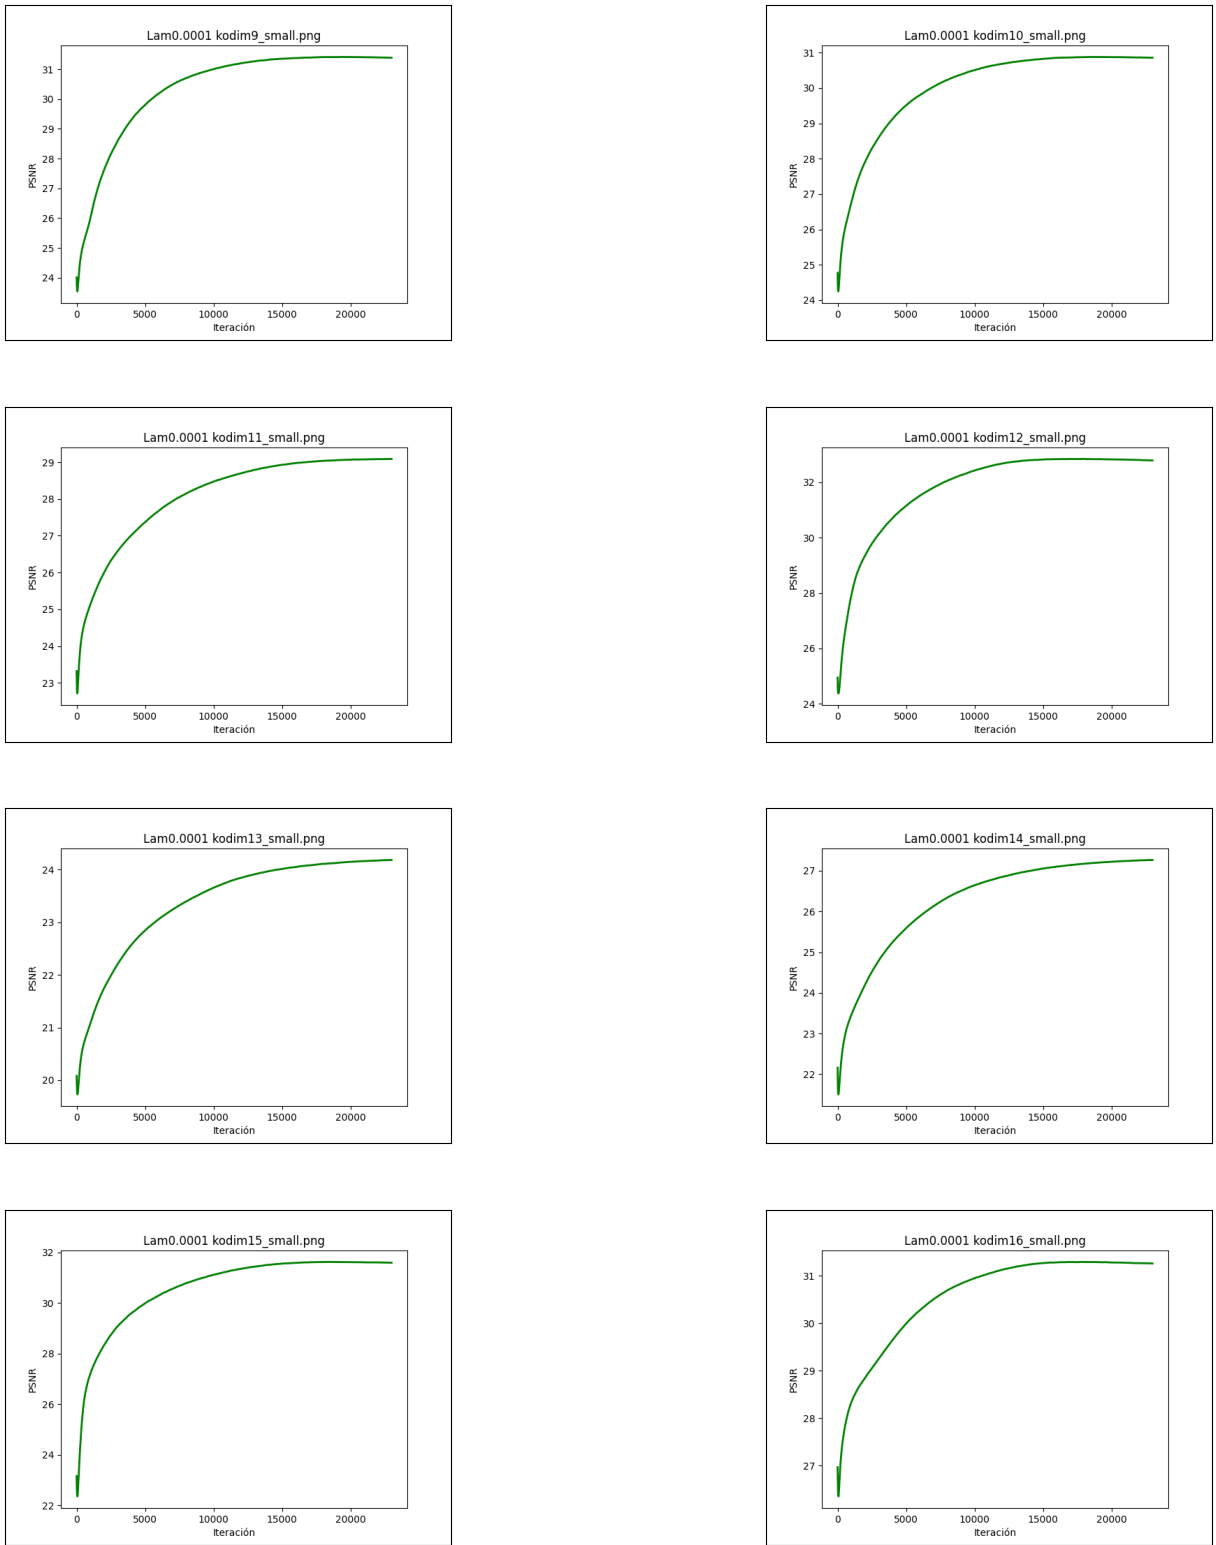 Lam0.0001 kodim9_small.png
31
30
29
28
27
26
25
24
PSNR
0 5000 10000 15000 20000
Iteración
Lam0.0001 kodim10_small.png
31
30
29
28
27
26
25
24
PSNR
0 5000 10000 15000 20000
Iteración
Lam0.0001 kodim11_small.png
29
28
27
26
25
24
23
PSNR
0 5000 10000 15000 20000
Iteración
Lam0.0001 kodim12_small.png
32
30
28
26
24
PSNR
0 5000 10000 15000 20000
Iteración
Lam0.0001 kodim13_small.png
24
23
22
21
20
PSNR
0 5000 10000 15000 20000
Iteración
Lam0.0001 kodim14_small.png
27
26
25
24
23
22
PSNR
0 5000 10000 15000 20000
Iteración
Lam0.0001 kodim15_small.png
32
30
28
26
24
22
PSNR
0 5000 10000 15000 20000
Iteración
Lam0.0001 kodim16_small.png
31
30
29
28
27
PSNR
0 5000 10000 15000 20000
Iteración